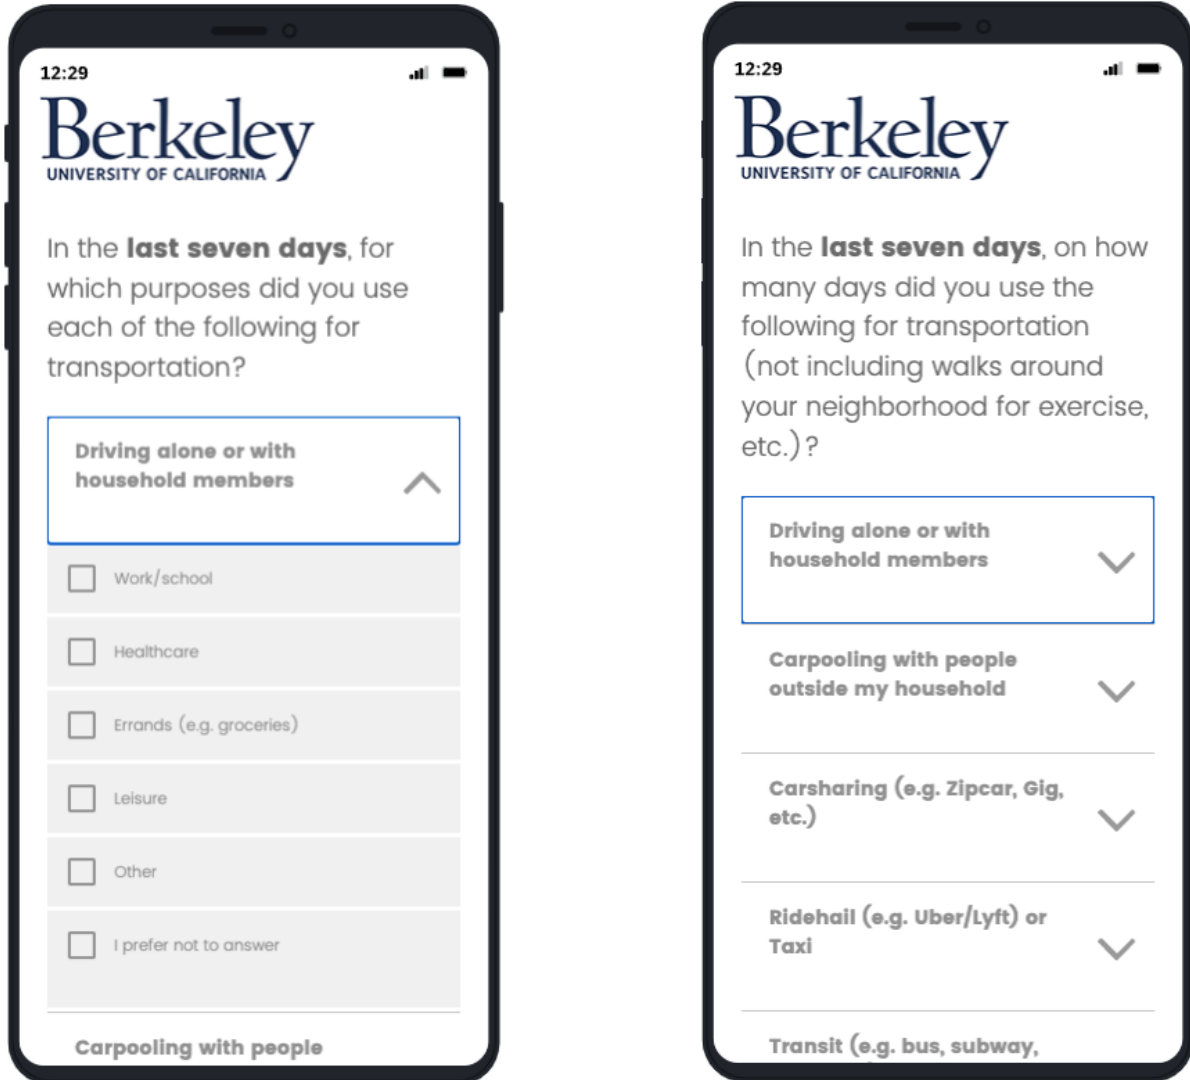 12:29
Berkeley
UNIVERSITY OF CALIFORNIA
In the last seven days, for
which purposes did you use
each of the following for
transportation?
Driving alone or with
household members
Work/school
Healthcare
Errands (e.g. groceries)
Leisure
Other
I prefer not to answer
Carpooling with people
12:29
Berkeley
UNIVERSITY OF CALIFORNIA
In the last seven days, on how
many days did you use the
following for transportation
(not including walks around
your neighborhood for exercise,
etc.)?
Driving alone or with
household members
Carpooling with people
outside my household
Carsharing (e.g. Zipcar, Gig,
etc.)
Ridehail (e.g. Uber/Lyft) or
Taxi
Transit (e.g. bus, subway,